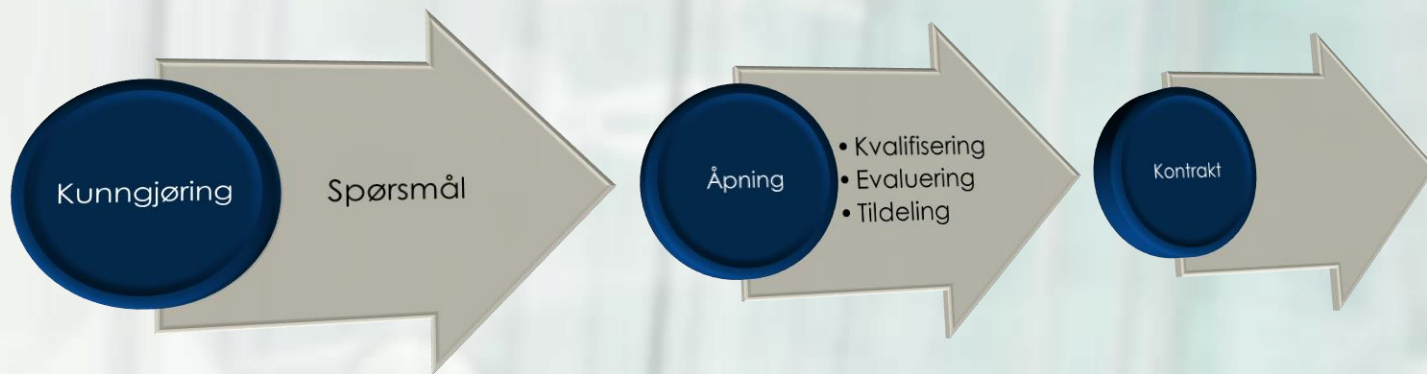 Kunngjøring
Spørsmål
Åpning
• Kvalifisering
• Evaluering
• Tildeling
Kontrakt